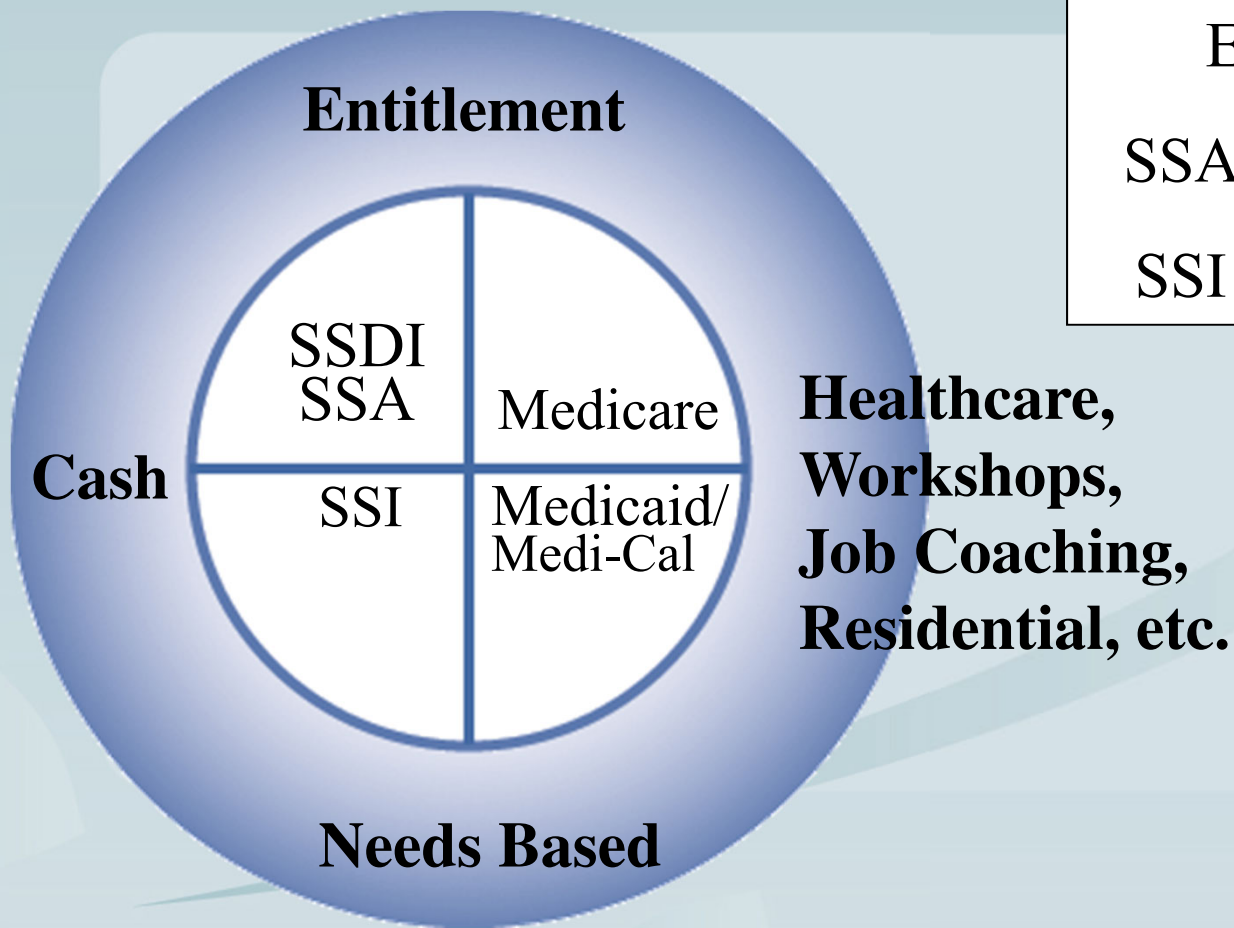 Entitlement
E
SSA
SSI
SSDI
SSA
Medicare
Cash
SSI
Medicaid/
Medi-Cal
Healthcare,
Workshops,
Job Coaching,
Residential, etc.
Needs Based